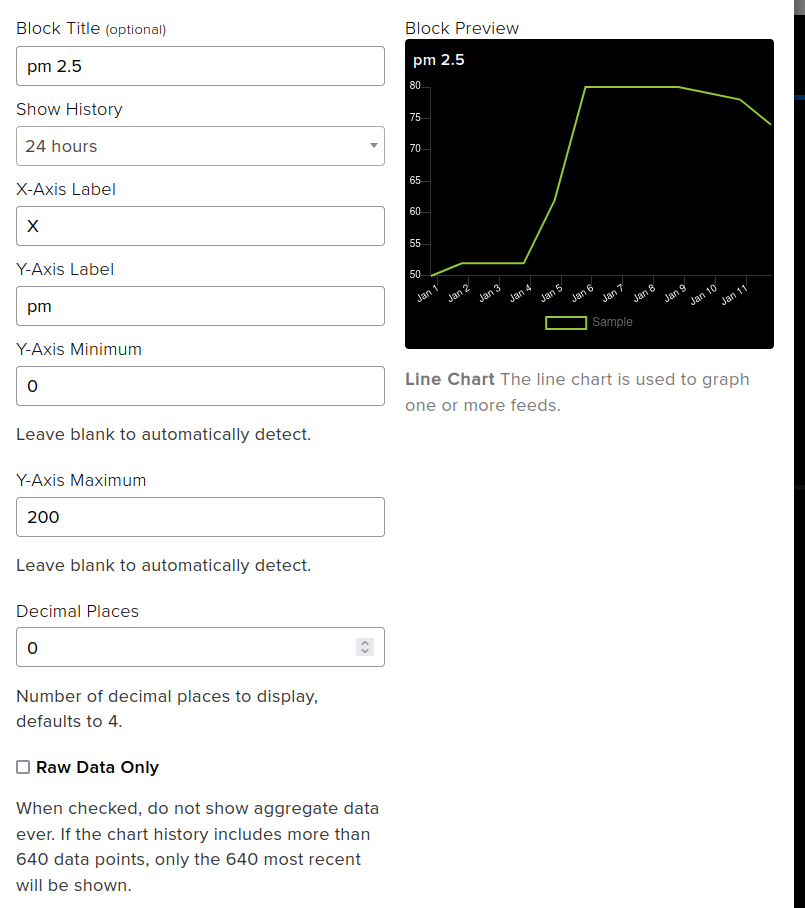 Block Title (optional)
pm 2.5
Show History
24 hours
X-Axis Label
X
Y-Axis Label
pm
Y-Axis Minimum
0
Leave blank to automatically detect.
Y-Axis Maximum
200
Leave blank to automatically detect.
Decimal Places
0
Number of decimal places to display,
defaults to 4.
Raw Data Only
When checked, do not show aggregate data
ever. If the chart history includes more than
640 data points, only the 640 most recent
will be shown.
Block Preview
pm 2.5
80
75
70
65
60
55
50
Jan 1 Jan 2 Jan 3 Jan 4 Jan 5 Jan 6 Jan 7 Jan 8 Jan 9 Jan 10 Jan 11
Sample
Line Chart The line chart is used to graph
one or more feeds.